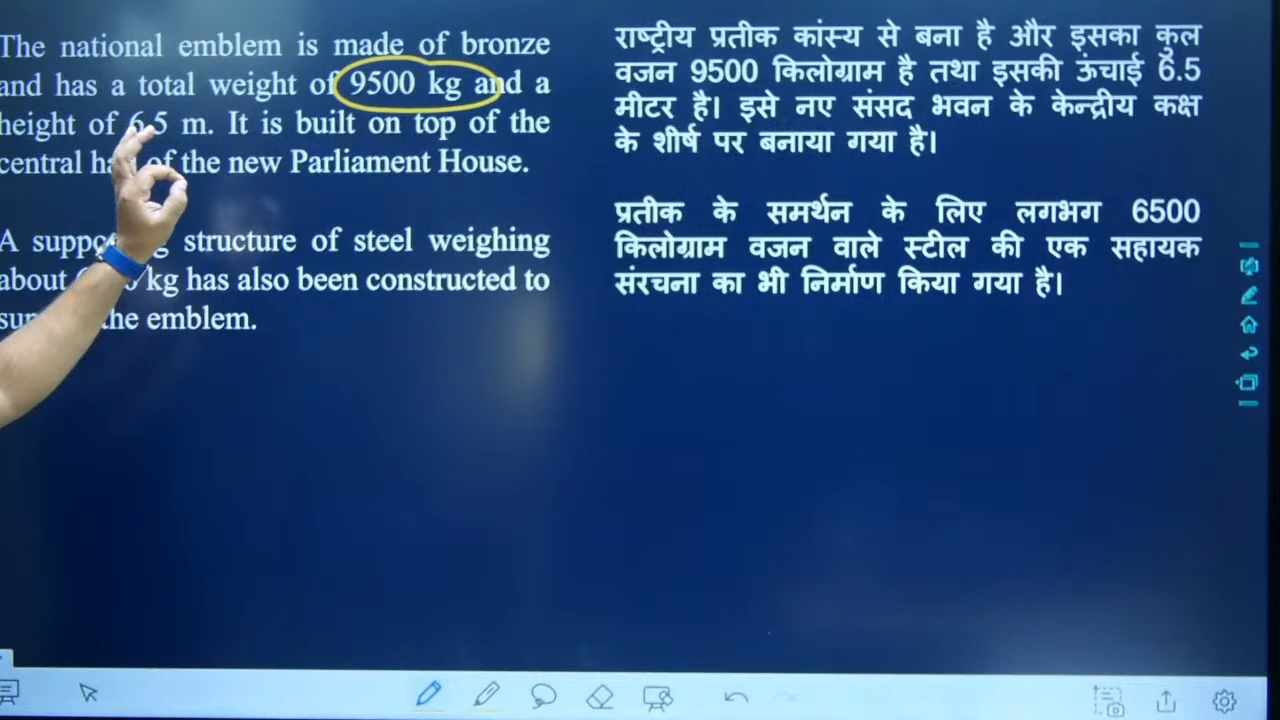 The national emblem is made of bronze
and has a total weight of 9500 kg and a
height of 6.5 m. It is built on top of the
central of the new Parliament House.
A structure of steel weighing
about kg has also been constructed to
the emblem.
राष्ट्रीय प्रतीक कांस्य से बना है और इसका कुल
वजन 9500 किलोग्राम है तथा इसकी ऊंचाई 6.5
मीटर है। इसे नए संसद भवन के केन्द्रीय कक्ष
के शीर्ष पर बनाया गया है।
प्रतीक के समर्थन के लिए लगभग 6500
किलोग्राम वजन वाले स्टील की एक सहायक
संरचना का भी निर्माण किया गया है।